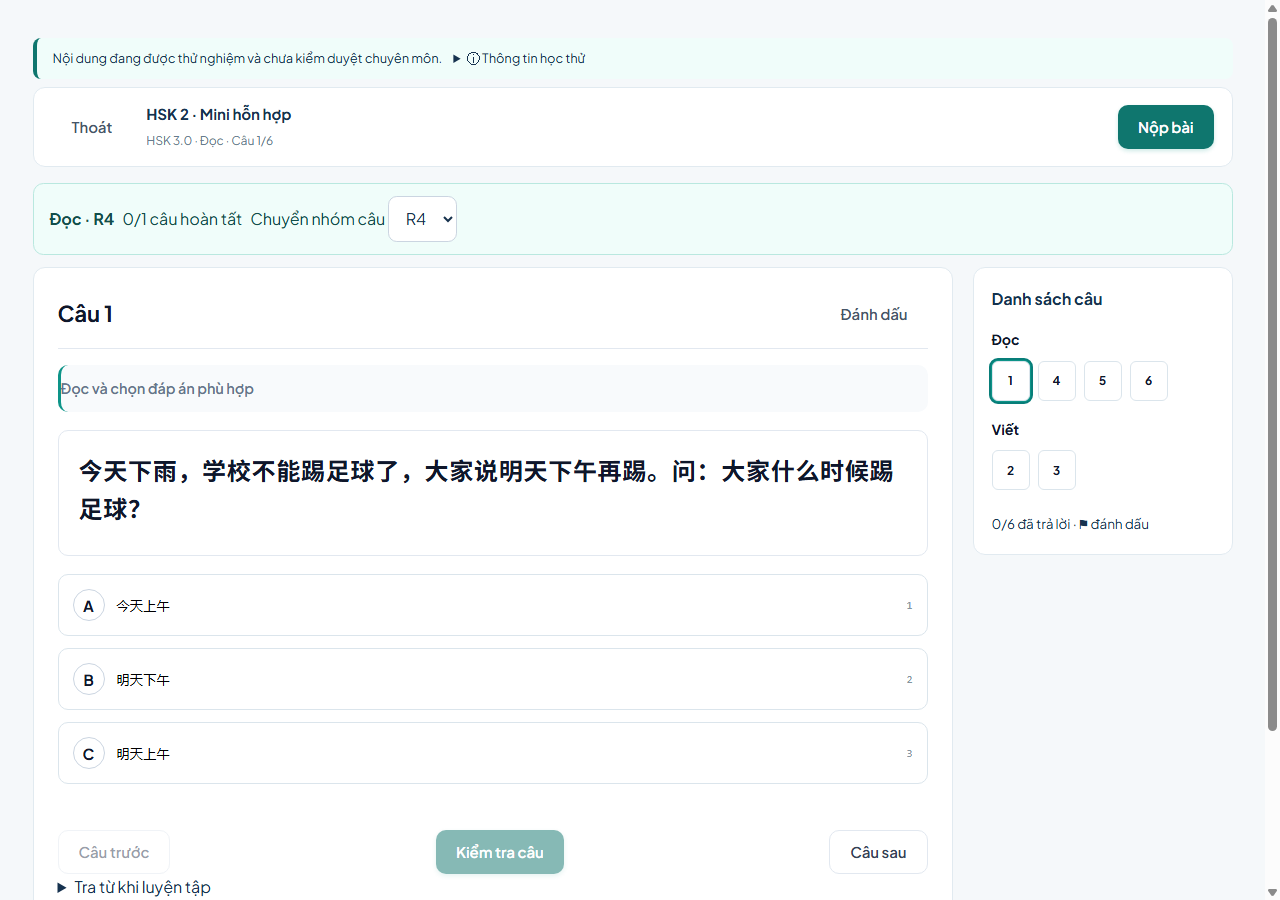 Nội dung đang được thử nghiệm và chưa kiểm duyệt chuyên môn. ▶ ⓘ Thông tin học thử
Thoát
HSK 2 · Mini hỗn hợp
HSK 3.0 · Đọc · Câu 1/6
Nộp bài
Đọc · R4 0/1 câu hoàn tất Chuyển nhóm câu R4
Câu 1
Đánh dấu
Đọc và chọn đáp án phù hợp
今天下雨，学校不能踢足球了，大家说明天下午再踢。问：大家什么时候踢
足球？
A 今天上午 1
B 明天下午 2
C 明天上午 3
Câu trước
Kiểm tra câu
Câu sau
▶ Tra từ khi luyện tập
Danh sách câu
Đọc
1 4 5 6
Viết
2 3
0/6 đã trả lời · ⚑ đánh dấu